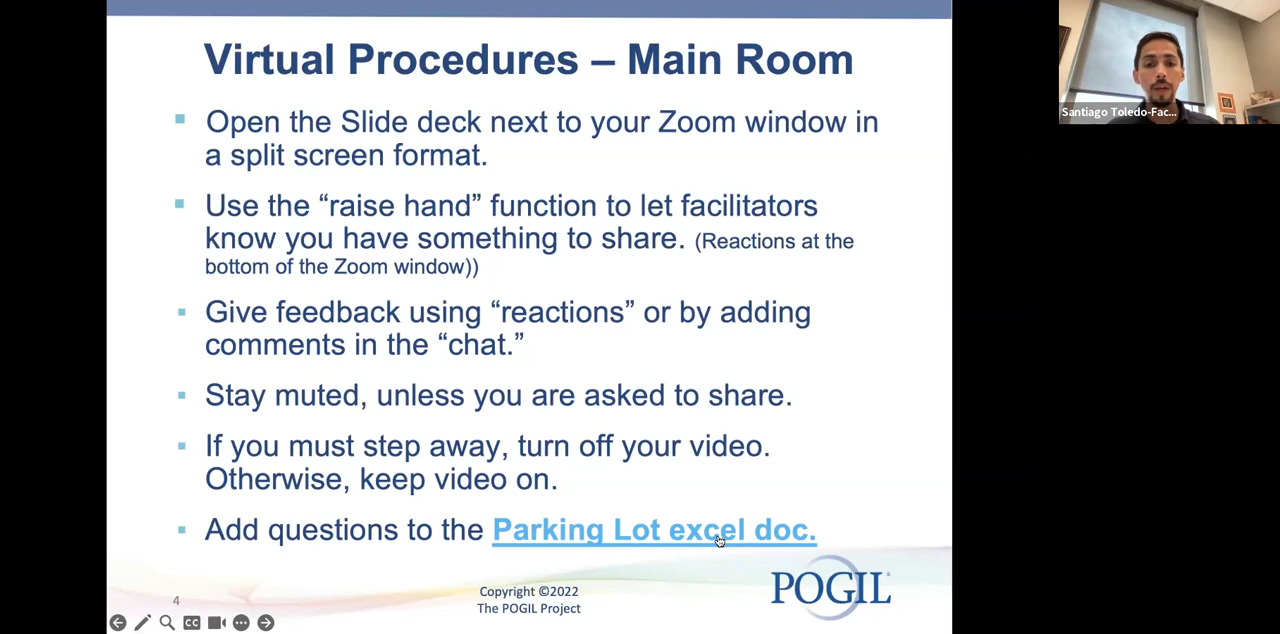 Virtual Procedures – Main Room
Open the Slide deck next to your Zoom window in
a split screen format.
Use the “raise hand” function to let facilitators
know you have something to share. (Reactions at the
bottom of the Zoom window))
Give feedback using “reactions” or by adding
comments in the “chat.”
Stay muted, unless you are asked to share.
If you must step away, turn off your video.
Otherwise, keep video on.
Add questions to the Parking Lot excel doc.
4
Copyright ©2022
The POGIL Project
POGIL
CC
Santiago Toledo-Fac...